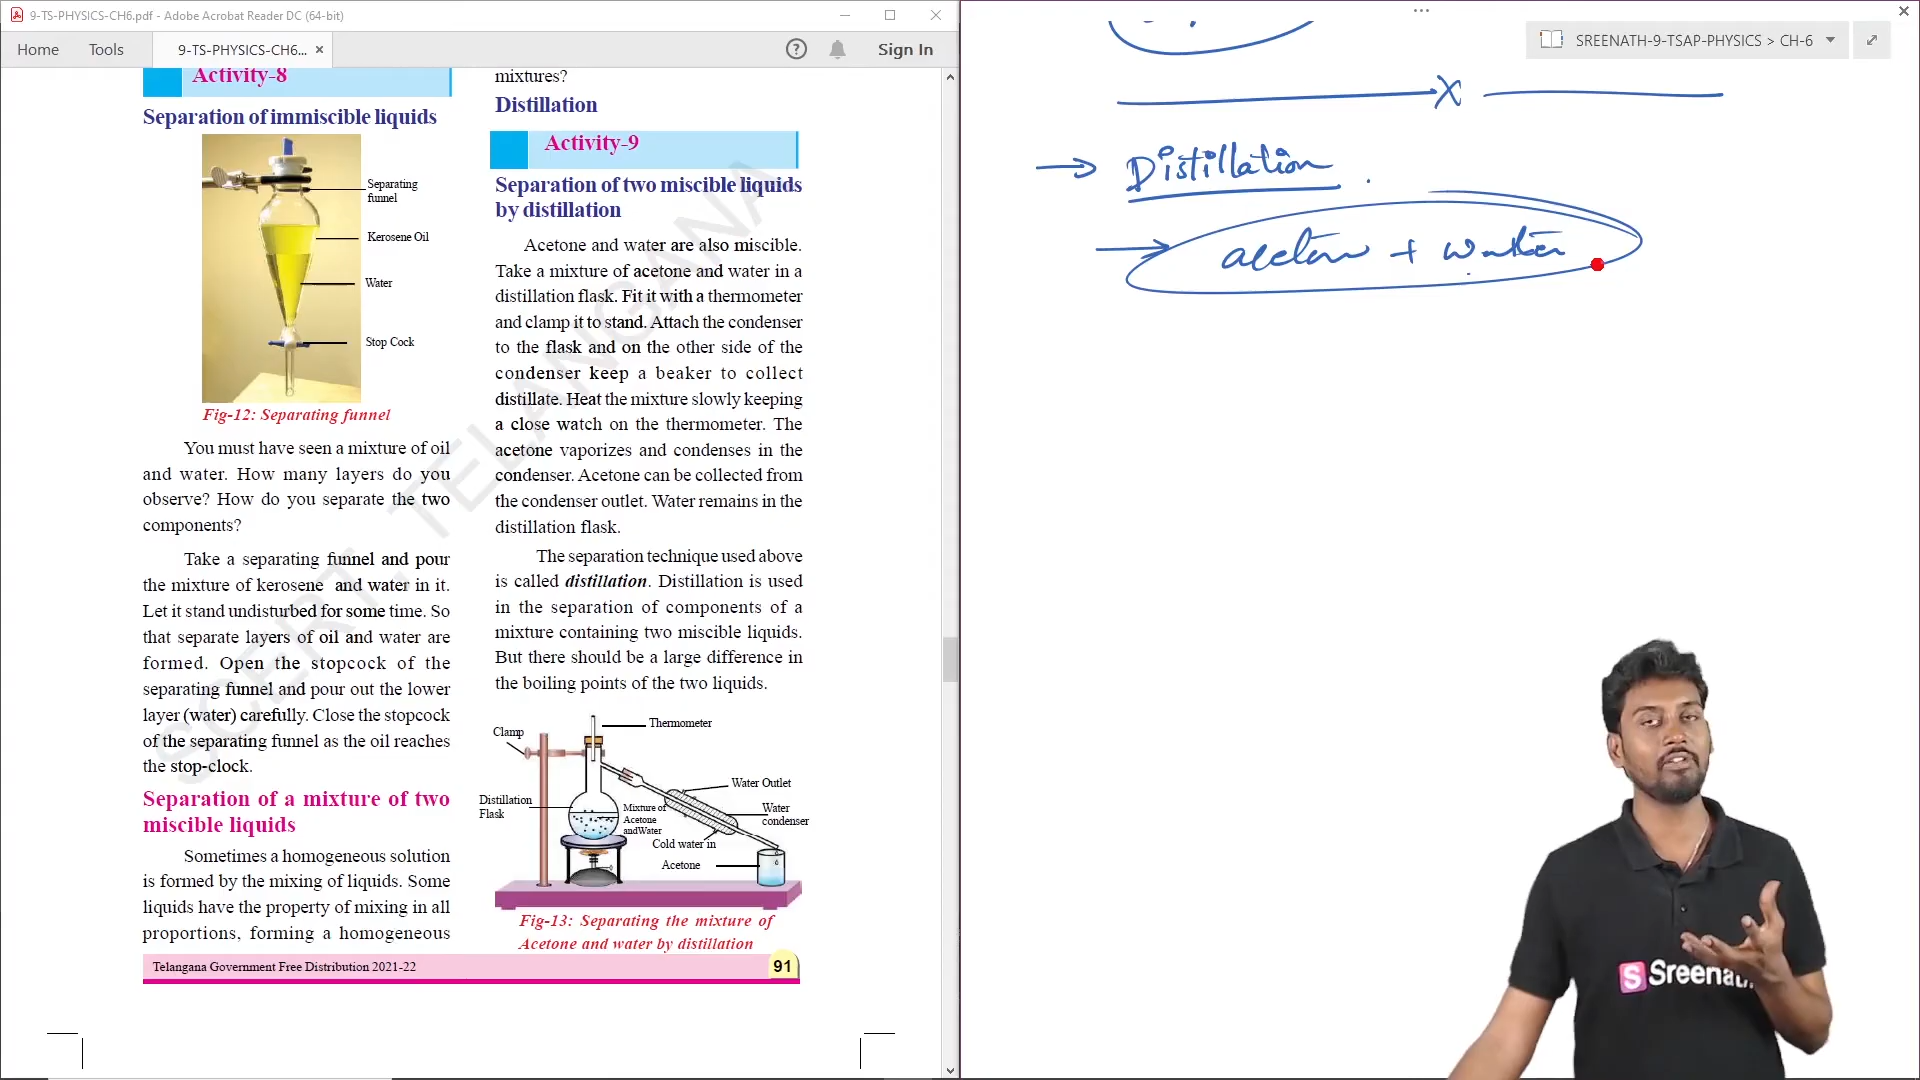 9-TS-PHYSICS-CH6.pdf - Adobe Acrobat Reader DC (64-bit)
Home
Tools
9-TS-PHYSICS-CH6...
Sign In
Activity-8
Separation of immiscible liquids
Separating
funnel
Kerosene Oil
Water
Stop Cock
Fig-12: Separating funnel
You must have seen a mixture of oil
and water. How many layers do you
observe? How do you separate the two
components?
Take a separating funnel and pour
the mixture of kerosene and water in it.
Let it stand undisturbed for some time. So
that separate layers of oil and water are
formed. Open the stopcock of the
separating funnel and pour out the lower
layer (water) carefully. Close the stopcock
of the separating funnel as the oil reaches
the stop-clock.
Separation of a mixture of two
miscible liquids
Sometimes a homogeneous solution
is formed by the mixing of liquids. Some
liquids have the property of mixing in all
proportions, forming a homogeneous
mixtures?
Distillation
Activity-9
Separation of two miscible liquids
by distillation
Acetone and water are also miscible.
Take a mixture of acetone and water in a
distillation flask. Fit it with a thermometer
and clamp it to stand. Attach the condenser
to the flask and on the other side of the
condenser keep a beaker to collect
distillate. Heat the mixture slowly keeping
a close watch on the thermometer. The
acetone vaporizes and condenses in the
condenser. Acetone can be collected from
the condenser outlet. Water remains in the
distillation flask.
The separation technique used above
is called distillation. Distillation is used
in the separation of components of a
mixture containing two miscible liquids.
But there should be a large difference in
the boiling points of the two liquids.
Thermometer
Clamp
Water Outlet
Distillation
Flask
Mixture of
Acetone
andWater
Water
condenser
Cold water in
Acetone
Fig-13: Separating the mixture of
Acetone and water by distillation
Telangana Government Free Distribution 2021-22
91
SCERT, TELANGANA
SREENATH-9-TSAP-PHYSICS > CH-6
Distillation
+ water
Sreenat